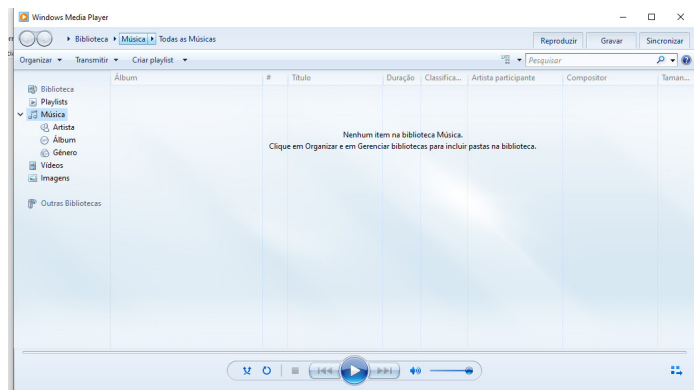 Windows Media Player
Biblioteca Música Todas as Músicas
Reproduzir Gravar Sincronizar
Organizar Transmitir Criar playlist
Pesquisar
Álbum # Título Duração Classifica... Artista participante Compositor Taman...
Biblioteca
Playlists
Música
Artista
Álbum
Gênero
Vídeos
Imagens
Outras Bibliotecas
Nenhum item na biblioteca Música.
Clique em Organizar e em Gerenciar bibliotecas para incluir pastas na biblioteca.